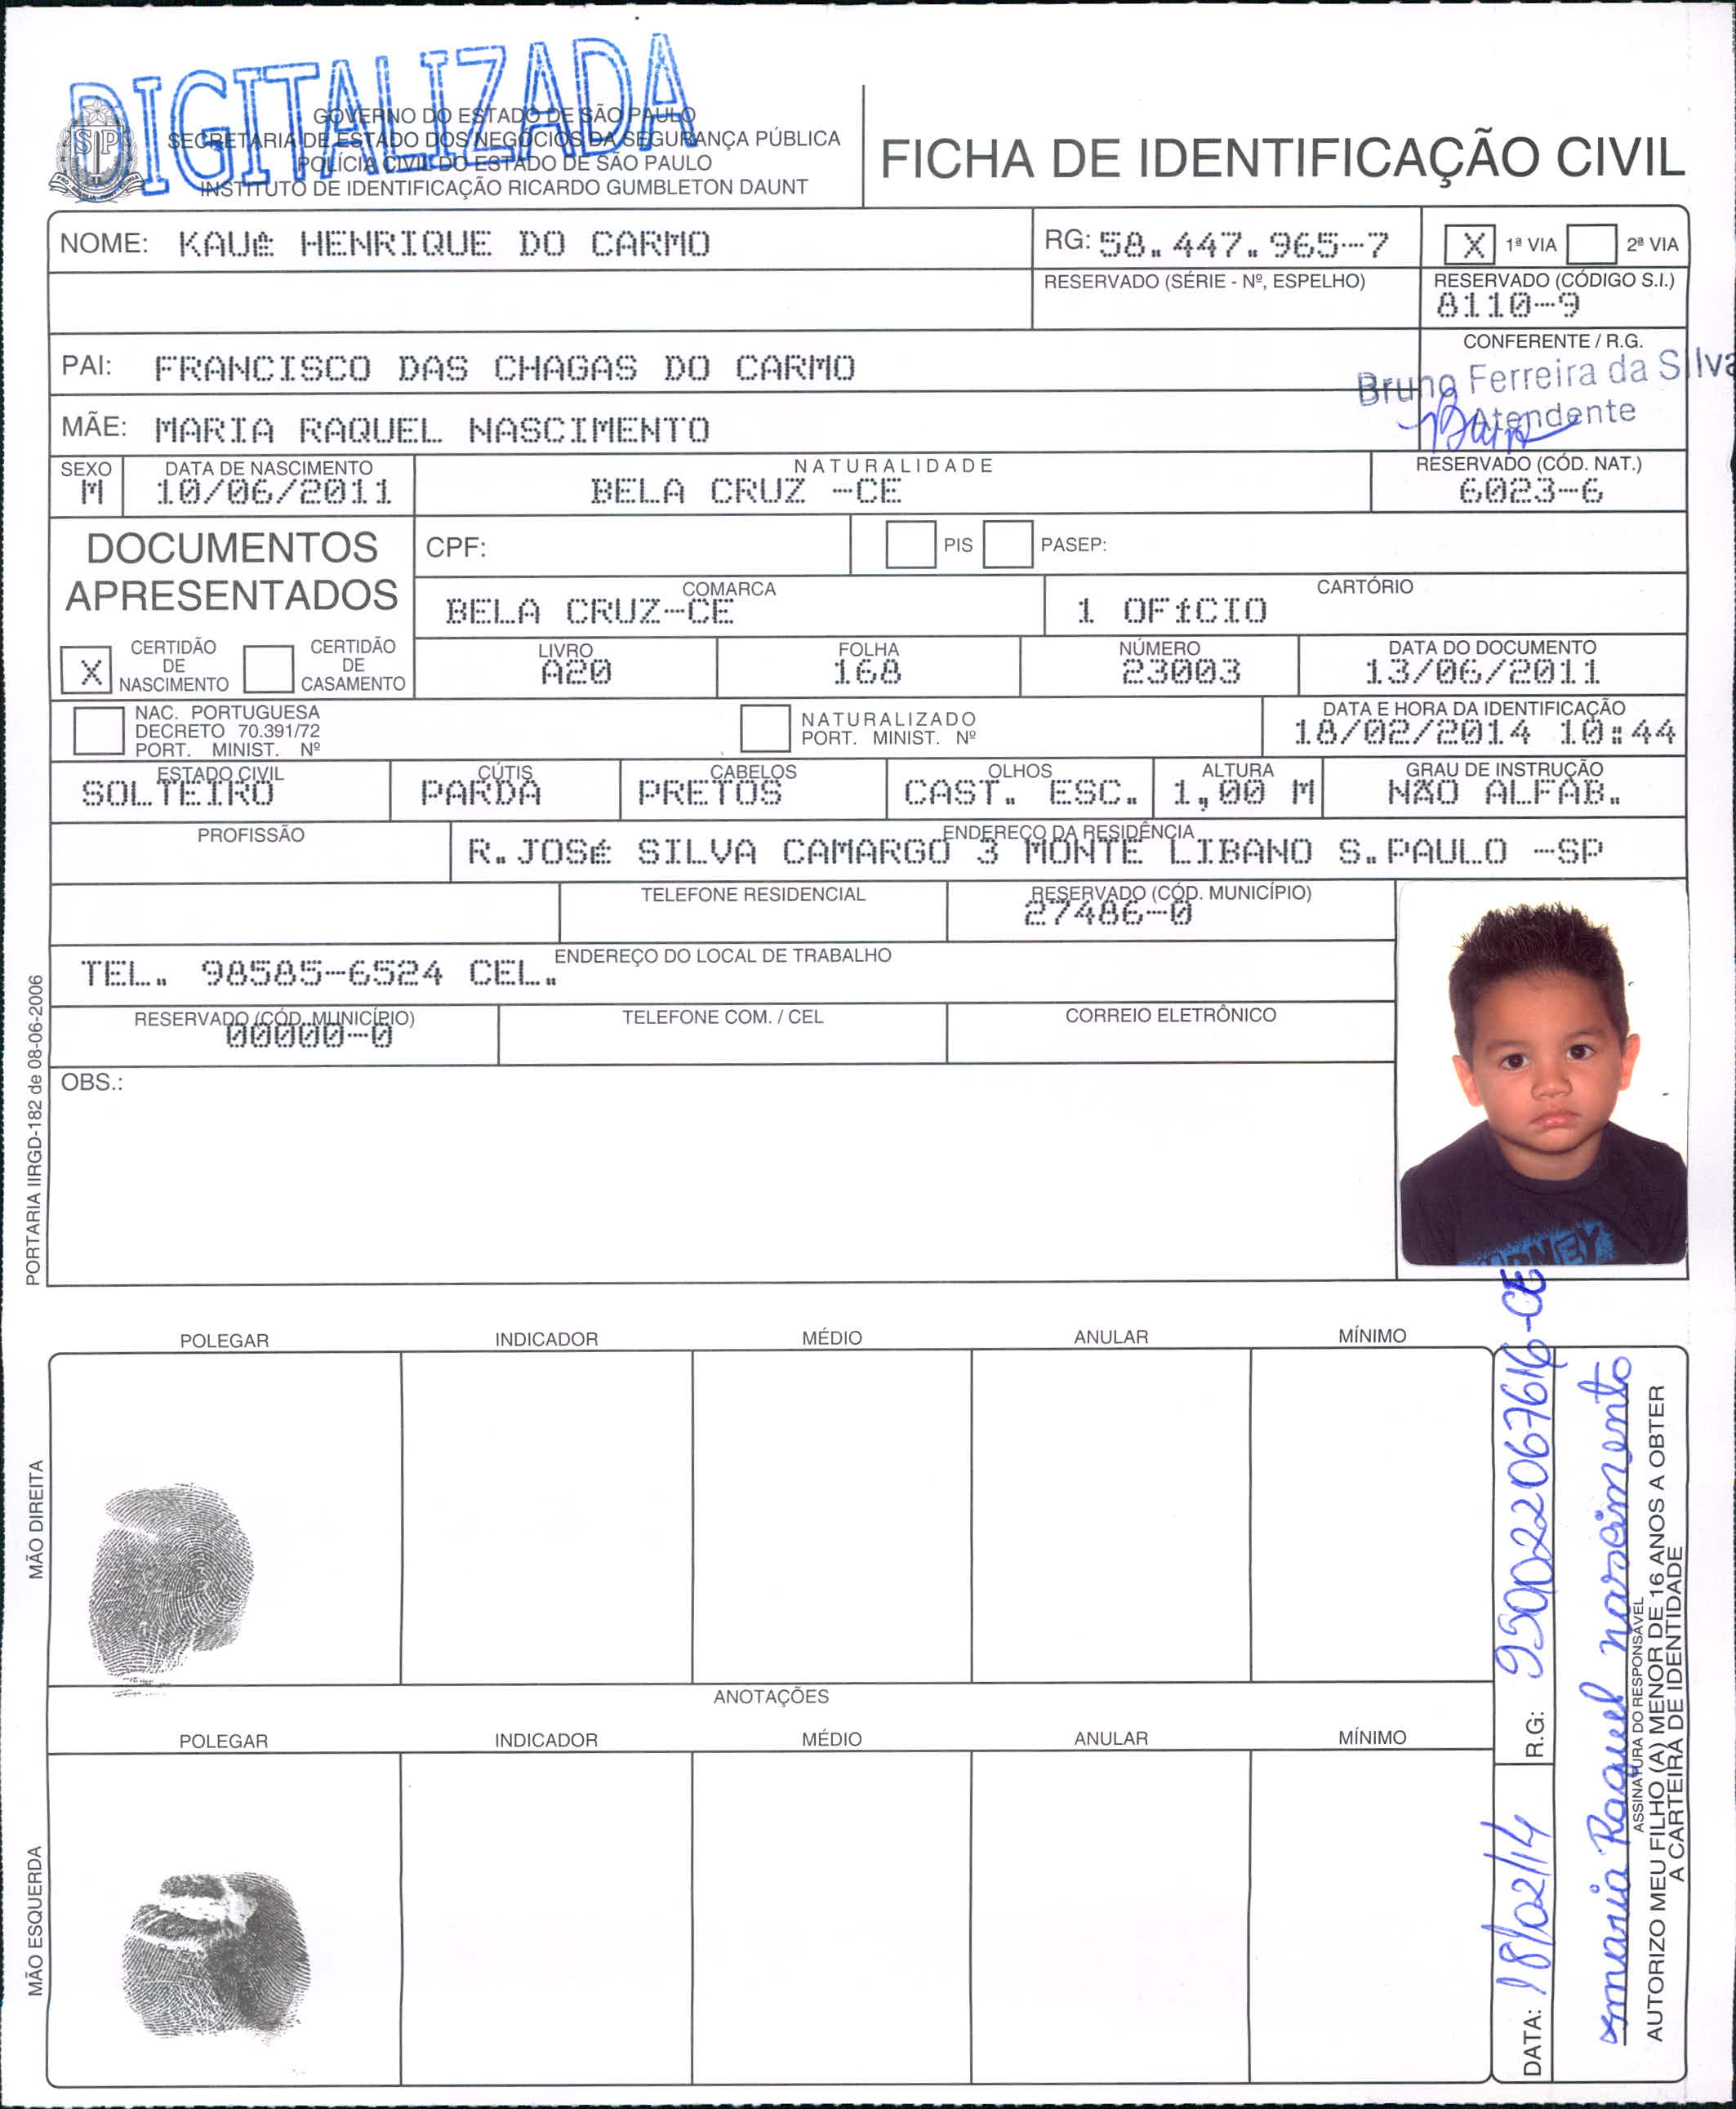 DIGITALIZADA
GOVERNO DO ESTADO DE SÃO PAULO
SECRETARIA DE ESTADO DOS NEGÓCIOS DA SEGURANÇA PÚBLICA
POLÍCIA CIVIL DO ESTADO DE SÃO PAULO
INSTITUTO DE IDENTIFICAÇÃO RICARDO GUMBLETON DAUNT
FICHA DE IDENTIFICAÇÃO CIVIL
NOME: KAUé HENRIQUE DO CARMO
RG: 58.447.965-7
X 1ª VIA 2ª VIA
RESERVADO (SÉRIE - Nº, ESPELHO)
RESERVADO (CÓDIGO S.I.)
8110-9
PAI: FRANCISCO DAS CHAGAS DO CARMO
CONFERENTE / R.G.
Bruno Ferreira da Silva
Atendente
MÃE: MARIA RAQUEL NASCIMENTO
SEXO DATA DE NASCIMENTO NATURALIDADE RESERVADO (CÓD. NAT.)
M 10/06/2011 BELA CRUZ -CE 6023-6
DOCUMENTOS
APRESENTADOS
CPF: PIS PASEP:
COMARCA CARTÓRIO
BELA CRUZ-CE 1 OFíCIO
X CERTIDÃO DE NASCIMENTO
CERTIDÃO DE CASAMENTO
LIVRO FOLHA NÚMERO DATA DO DOCUMENTO
A20 168 23003 13/06/2011
NAC. PORTUGUESA
DECRETO 70.391/72
PORT. MINIST. Nº
NATURALIZADO
PORT. MINIST. Nº
DATA E HORA DA IDENTIFICAÇÃO
18/02/2014 10:44
ESTADO CIVIL CÚTIS CABELOS OLHOS ALTURA GRAU DE INSTRUÇÃO
SOLTEIRO PARDA PRETOS CAST. ESC. 1,00 M NÃO ALFAB.
PROFISSÃO ENDEREÇO DA RESIDÊNCIA
R.JOSé SILVA CAMARGO 3 MONTE LIBANO S.PAULO -SP
TELEFONE RESIDENCIAL RESERVADO (CÓD. MUNICÍPIO)
27486-0
ENDEREÇO DO LOCAL DE TRABALHO
TEL. 98585-6524 CEL.
RESERVADO (CÓD. MUNICÍPIO) TELEFONE COM. / CEL CORREIO ELETRÔNICO
00000-0
OBS.:
PORTARIA IIRGD-182 de 08-06-2006
POLEGAR INDICADOR MÉDIO ANULAR MÍNIMO
MÃO DIREITA
ANOTAÇÕES
POLEGAR INDICADOR MÉDIO ANULAR MÍNIMO
MÃO ESQUERDA
DATA: 18/02/14 R.G:
maria Raquel nascimento
ASSINATURA DO RESPONSÁVEL
AUTORIZO MEU FILHO (A) MENOR DE 16 ANOS A OBTER
A CARTEIRA DE IDENTIDADE